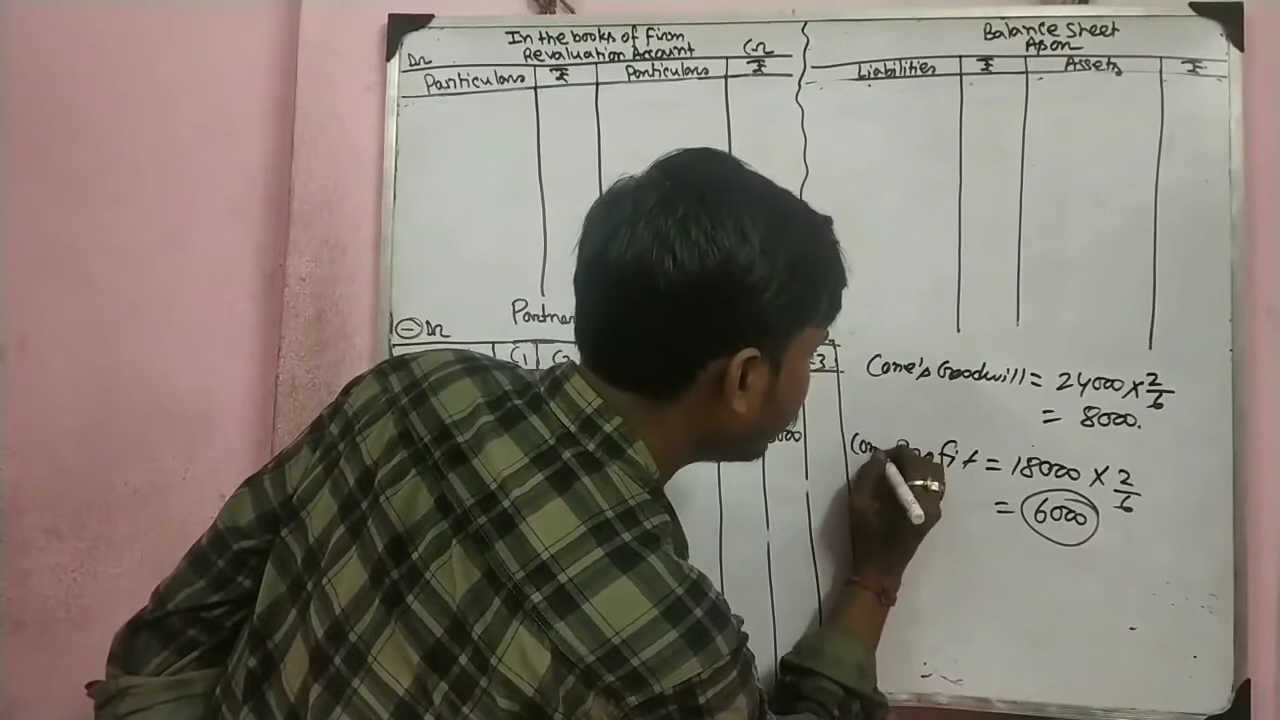 In the books of Firm
Dr Revaluation Account Cr
Particulars ₹ Particulars ₹
Balance Sheet
As on
Liabilities ₹ Assets ₹
⊖ Dr Partner
C1 C2 C3
Come's Goodwill = 24000 × 2/6
= 8000.
Profit = 18000 × 2/6
= 6000